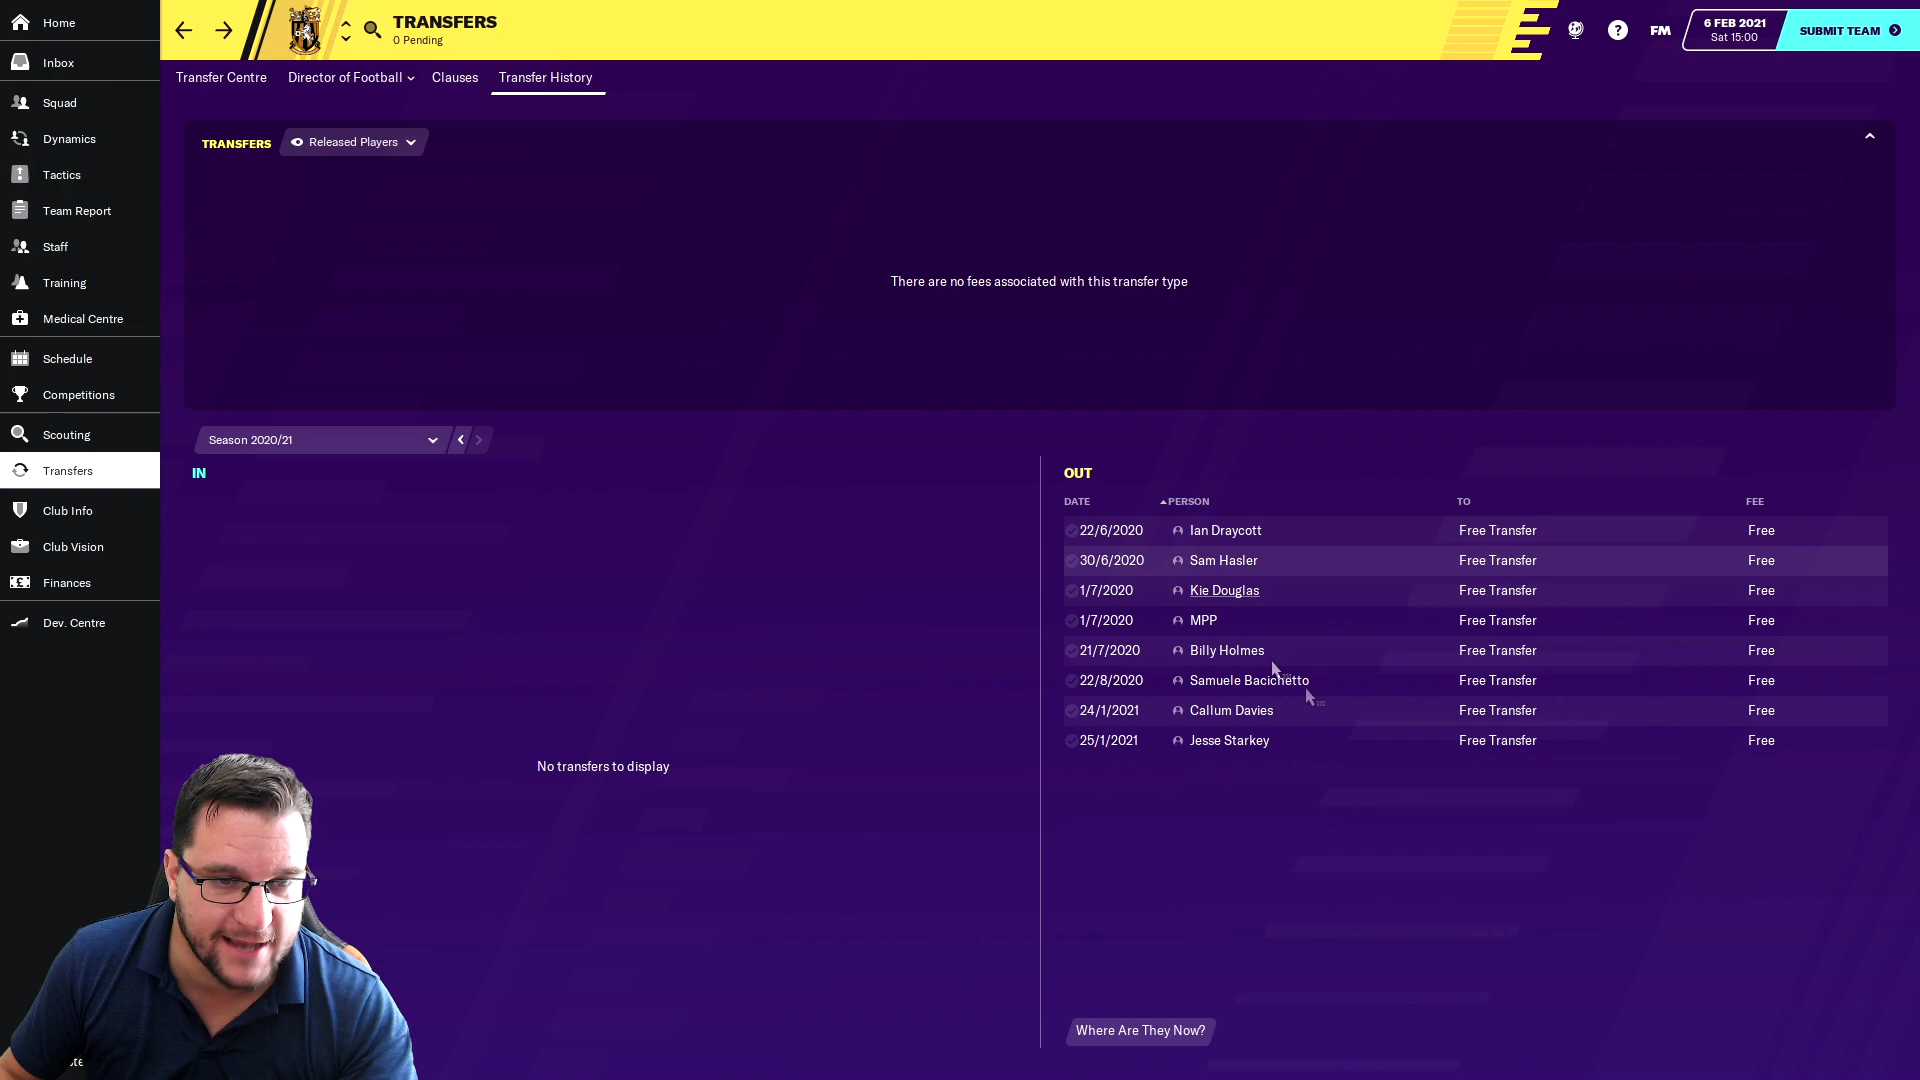 Home
Inbox
Squad
Dynamics
Tactics
Team Report
Staff
Training
Medical Centre
Schedule
Competitions
Scouting
Transfers
Club Info
Club Vision
Finances
Dev. Centre
TRANSFERS
0 Pending
? FM
6 FEB 2021
Sat 15:00
SUBMIT TEAM
Transfer Centre Director of Football Clauses Transfer History
TRANSFERS Released Players
There are no fees associated with this transfer type
Season 2020/21
IN
No transfers to display
OUT
DATE PERSON TO FEE
22/6/2020 Ian Draycott Free Transfer Free
30/6/2020 Sam Hasler Free Transfer Free
1/7/2020 Kie Douglas Free Transfer Free
1/7/2020 MPP Free Transfer Free
21/7/2020 Billy Holmes Free Transfer Free
22/8/2020 Samuele Bacichetto Free Transfer Free
24/1/2021 Callum Davies Free Transfer Free
25/1/2021 Jesse Starkey Free Transfer Free
Where Are They Now?